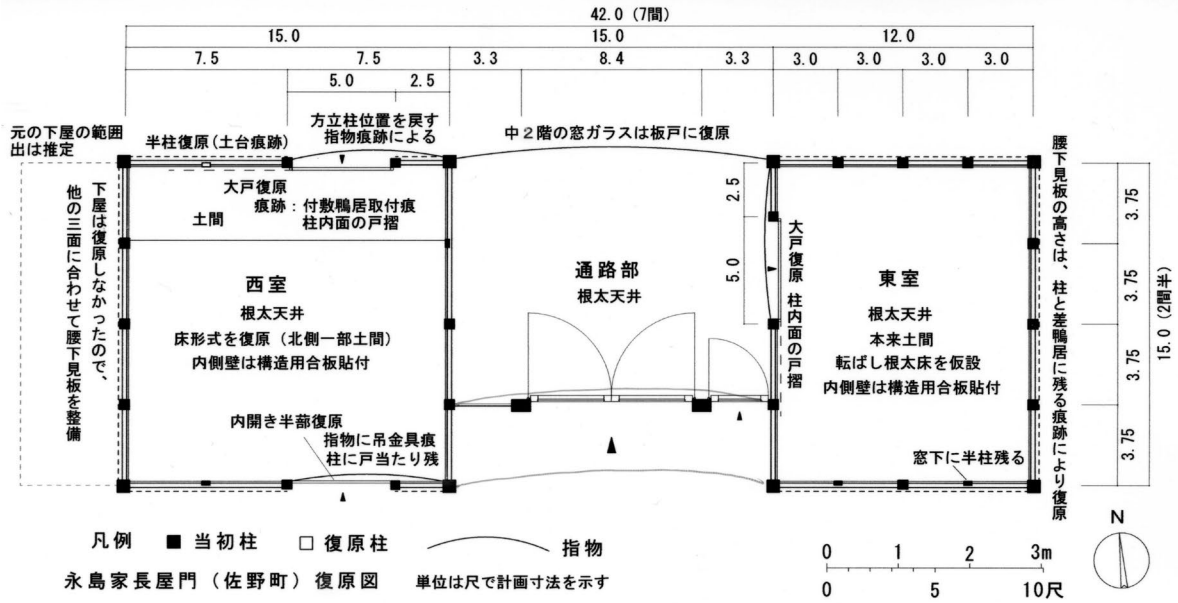 42.0（7間）
15.0
15.0
12.0
7.5
7.5
3.3
8.4
3.3
3.0
3.0
3.0
3.0
5.0
2.5
元の下屋の範囲
出は推定
半柱復原（土台痕跡）
方立柱位置を戻す
指物痕跡による
中２階の窓ガラスは板戸に復原
下屋は復原しなかったので、
他の三面に合わせて腰下見板を整備
大戸復原
痕跡：付敷鴨居取付痕
柱内面の戸摺
土間
西室
根太天井
床形式を復原（北側一部土間）
内側壁は構造用合板貼付
内開き半蔀復原
指物に吊金具痕
柱に戸当たり残
通路部
根太天井
2.5
5.0
大戸復原 柱内面の戸摺
東室
根太天井
本来土間
転ばし根太床を仮設
内側壁は構造用合板貼付
窓下に半柱残る
腰下見板の高さは、柱と差鴨居に残る痕跡により復原
3.75
3.75
3.75
3.75
15.0（2間半）
凡例 当初柱 復原柱 指物
永島家長屋門（佐野町）復原図 単位は尺で計画寸法を示す
0 1 2 3m
0 5 10尺
N